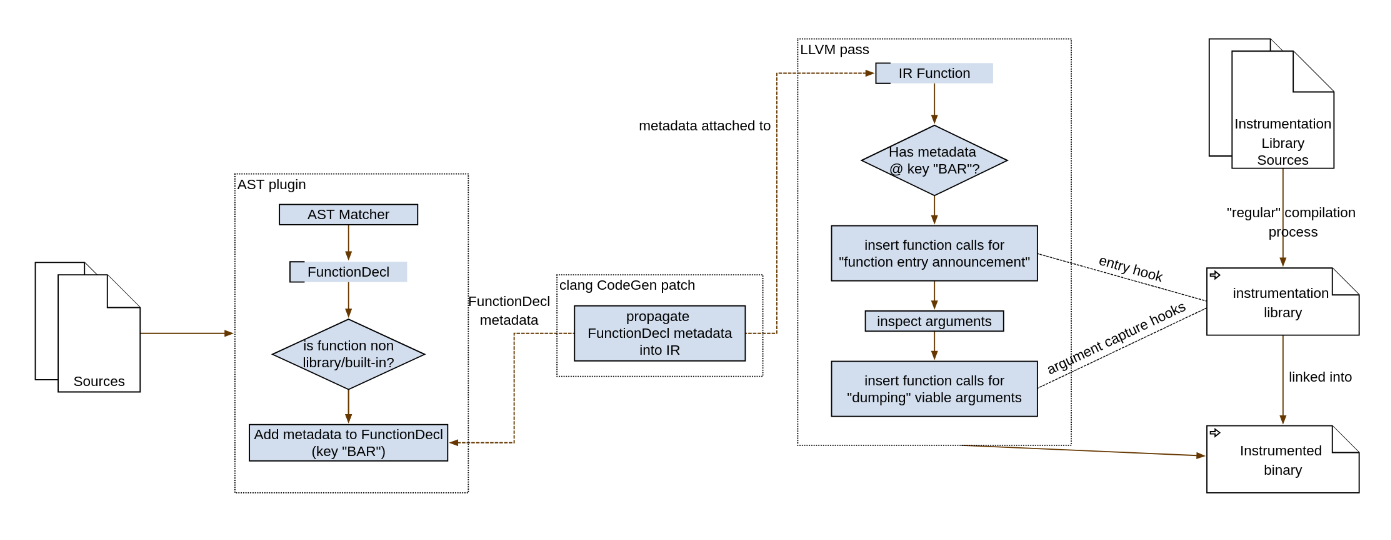 Sources
AST plugin
AST Matcher
FunctionDecl
is function non
library/built-in?
Add metadata to FunctionDecl
(key "BAR")
FunctionDecl
metadata
clang CodeGen patch
propagate
FunctionDecl metadata
into IR
metadata attached to
LLVM pass
IR Function
Has metadata
@ key "BAR"?
insert function calls for
"function entry announcement"
inspect arguments
insert function calls for
"dumping" viable arguments
entry hook
argument capture hooks
Instrumentation
Library
Sources
"regular" compilation
process
instrumentation
library
linked into
Instrumented
binary